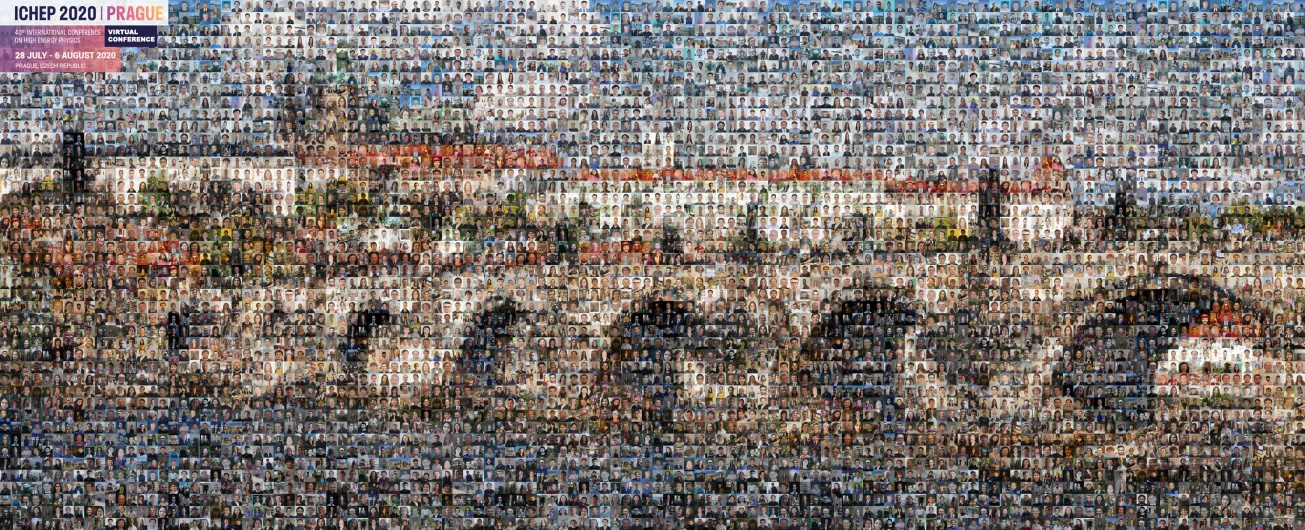 ICHEP 2020 | PRAGUE
40th INTERNATIONAL CONFERENCE
ON HIGH ENERGY PHYSICS
VIRTUAL
CONFERENCE
28 JULY - 6 AUGUST 2020
PRAGUE, CZECH REPUBLIC